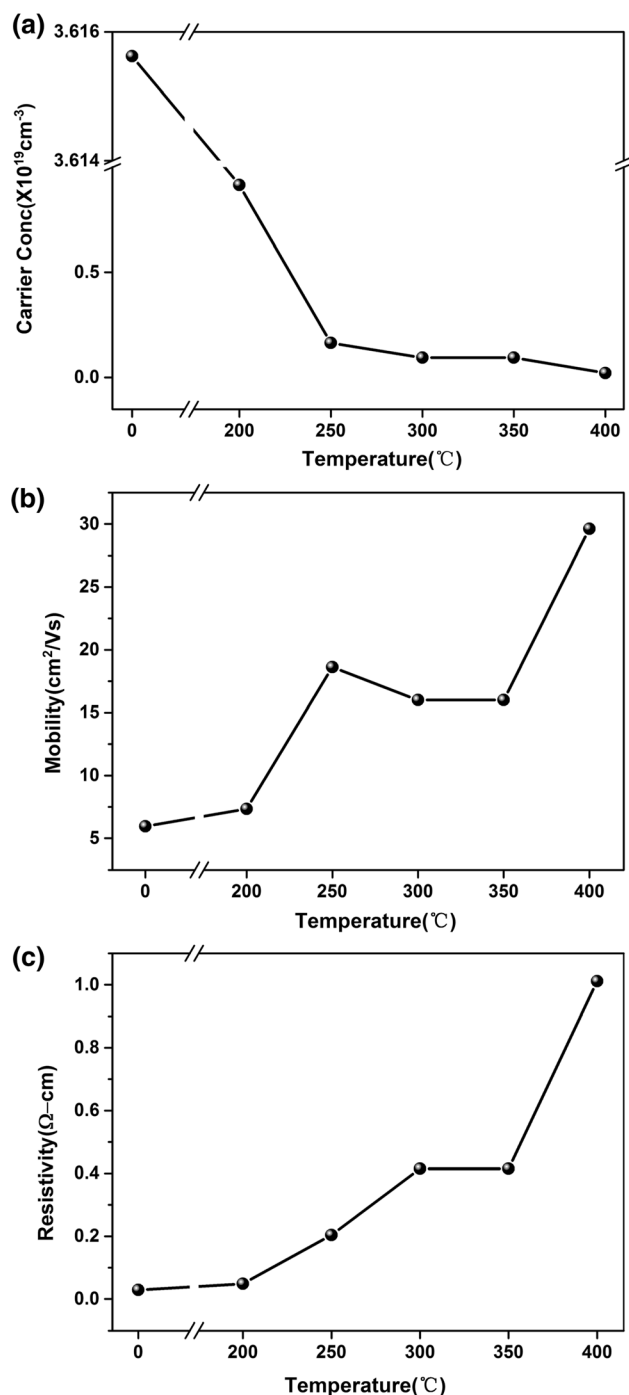 (a)
3.616
3.614
0.5
0.0
Carrier Conc(X10¹⁹cm⁻³)
0 200 250 300 350 400
Temperature(℃)
(b)
30
25
20
15
10
5
Mobility(cm²/Vs)
0 200 250 300 350 400
Temperature(℃)
(c)
1.0
0.8
0.6
0.4
0.2
0.0
Resistivity(Ω–cm)
0 200 250 300 350 400
Temperature(℃)